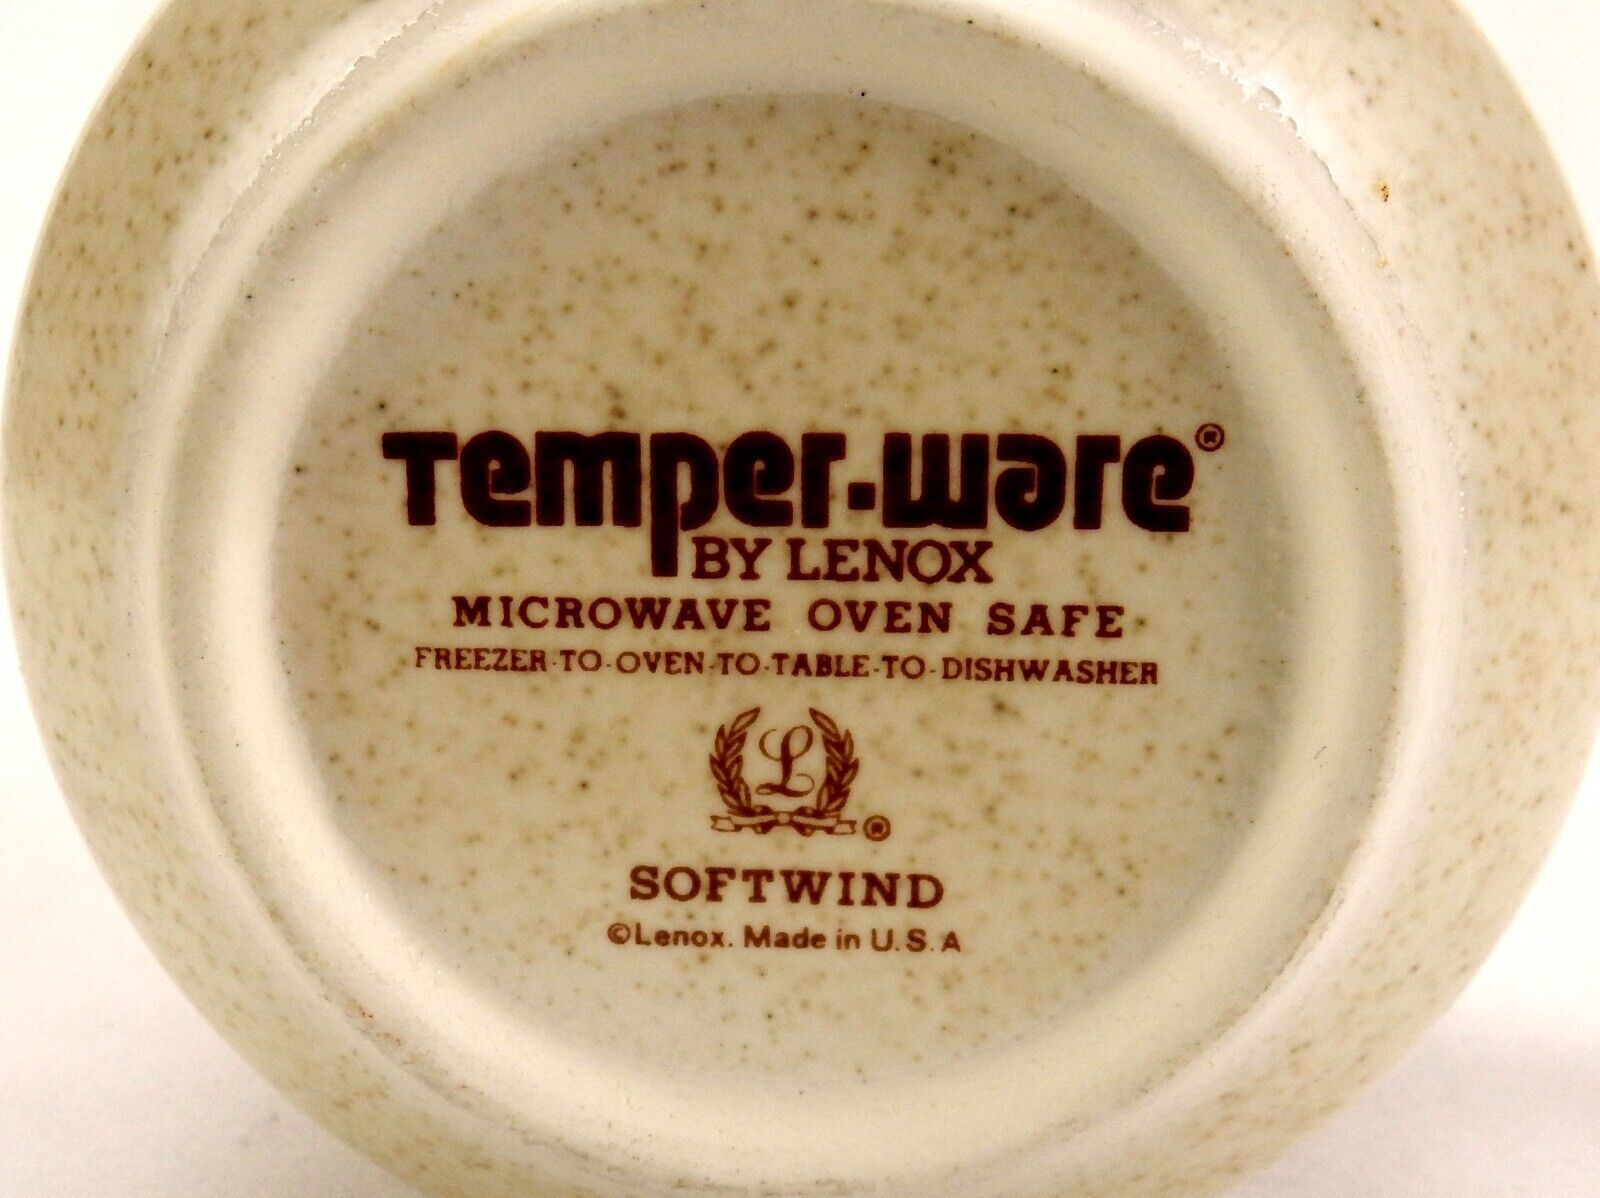 Temper-ware®
BY LENOX
MICROWAVE OVEN SAFE
FREEZER-TO-OVEN-TO-TABLE-TO-DISHWASHER
L
®
SOFTWIND
©Lenox. Made in U.S.A